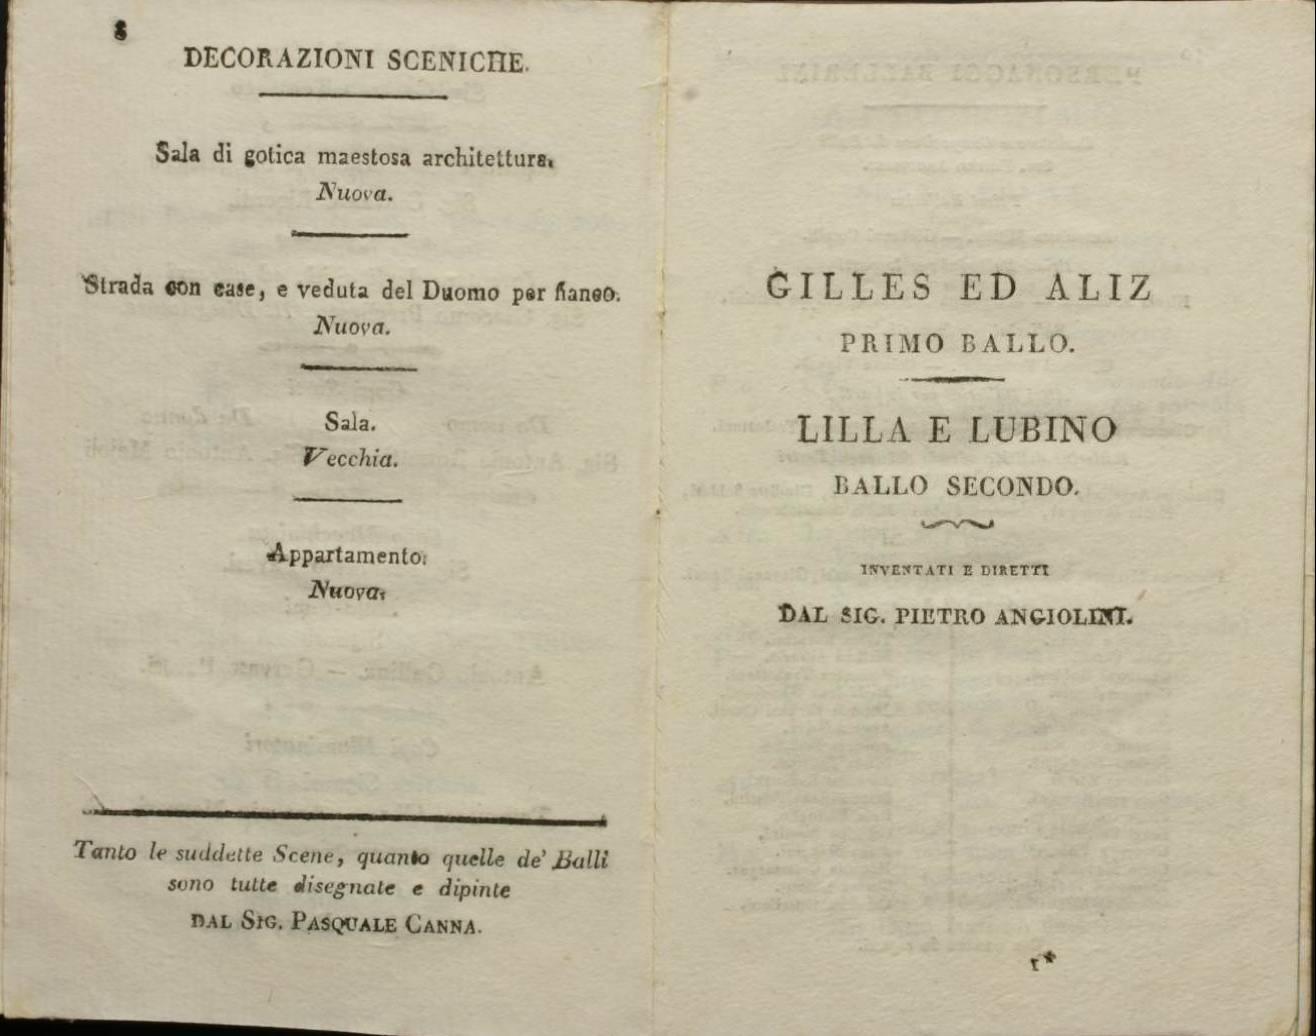 8
DECORAZIONI SCENICHE.
Sala di gotica maestosa architettura.
Nuova.
Strada con case, e veduta del Duomo per fianco.
Nuova.
Sala.
Vecchia.
Appartamento.
Nuova.
Tanto le suddette Scene, quanto quelle de' Balli
sono tutte disegnate e dipinte
DAL SIG. PASQUALE CANNA.
GILLES ED ALIZ
PRIMO BALLO.
LILLA E LUBINO
BALLO SECONDO.
INVENTATI E DIRETTI
DAL SIG. PIETRO ANGIOLINI.